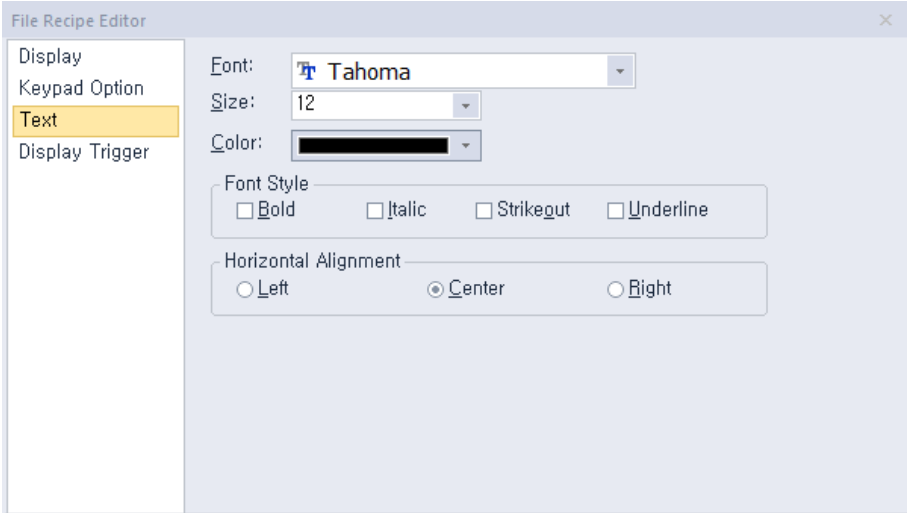 File Recipe Editor
Display
Keypad Option
Text
Display Trigger
Font: Tahoma
Size: 12
Color:
Font Style
Bold Italic Strikeout Underline
Horizontal Alignment
Left Center Right